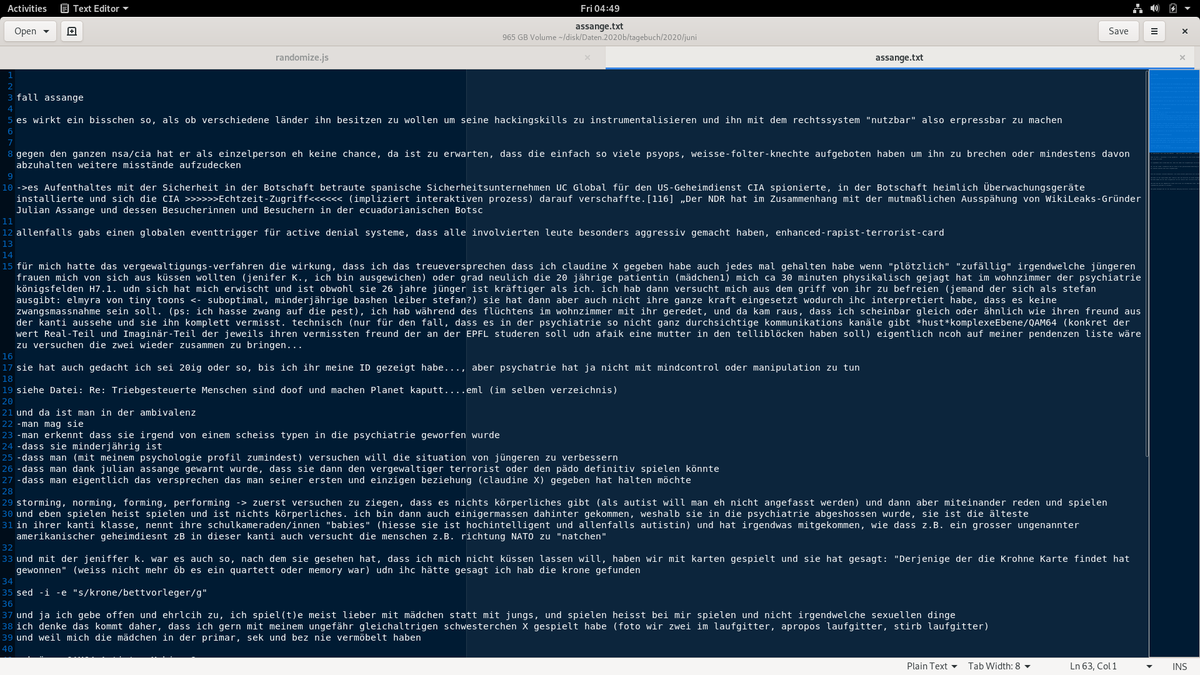 Activities Text Editor
Fri 04:49
Open
assange.txt
965 GB Volume ~/disk/Daten.2020b/tagebuch/2020/juni
Save
randomize.js
assange.txt
1
2
3 fall assange
4
5 es wirkt ein bisschen so, als ob verschiedene länder ihn besitzen zu wollen um seine hackingskills zu instrumentalisieren und ihn mit dem rechtssystem "nutzbar" also erpressbar zu machen
6
7
8 gegen den ganzen nsa/cia hat er als einzelperson eh keine chance, da ist zu erwarten, dass die einfach so viele psyops, weisse-folter-knechte aufgeboten haben um ihn zu brechen oder mindestens davon
abzuhalten weitere misstände aufzudecken
9
10 ->es Aufenthaltes mit der Sicherheit in der Botschaft betraute spanische Sicherheitsunternehmen UC Global für den US-Geheimdienst CIA spionierte, in der Botschaft heimlich Überwachungsgeräte
installierte und sich die CIA >>>>>>Echtzeit-Zugriff<<<<<< (impliziert interaktiven prozess) darauf verschaffte.[116] „Der NDR hat im Zusammenhang mit der mutmaßlichen Ausspähung von WikiLeaks-Gründer
Julian Assange und dessen Besucherinnen und Besuchern in der ecuadorianischen Botsc
11
12 allenfalls gabs einen globalen eventtrigger für active denial systeme, dass alle involvierten leute besonders aggressiv gemacht haben, enhanced-rapist-terrorist-card
13
14
15 für mich hatte das vergewaltigungs-verfahren die wirkung, dass ich das treueversprechen dass ich claudine X gegeben habe auch jedes mal gehalten habe wenn "plötzlich" "zufällig" irgendwelche jüngeren
frauen mich von sich aus küssen wollten (jenifer K., ich bin ausgewichen) oder grad neulich die 20 jährige patientin (mädchen1) mich ca 30 minuten physikalisch gejagt hat im wohnzimmer der psychiatrie
königsfelden H7.1. udn sich hat mich erwischt und ist obwohl sie 26 jahre jünger ist kräftiger als ich. ich hab dann versucht mich aus dem griff von ihr zu befreien (jemand der sich als stefan
ausgibt: elmyra von tiny toons <- suboptimal, minderjährige bashen leiber stefan?) sie hat dann aber auch nicht ihre ganze kraft eingesetzt wodurch ihc interpretiert habe, dass es keine
zwangsmassnahme sein soll. (ps: ich hasse zwang auf die pest), ich hab während des flüchtens im wohnzimmer mit ihr geredet, und da kam raus, dass ich scheinbar gleich oder ähnlich wie ihren freund aus
der kanti aussehe und sie ihn komplett vermisst. technisch (nur für den fall, dass es in der psychatrie so nicht ganz durchsichtige kommunikations kanäle gibt *hust*komplexeEbene/QAM64 (konkret der
wert Real-Teil und Imaginär-Teil der jeweils ihren vermissten freund der an der EPFL studeren soll udn afaik eine mutter in den telliblöcken haben soll) eigentlich ncoh auf meiner pendenzen liste wäre
zu versuchen die zwei wieder zusammen zu bringen...
16
17 sie hat auch gedacht ich sei 20ig oder so, bis ich ihr meine ID gezeigt habe..., aber psychatrie hat ja nicht mit mindcontrol oder manipulation zu tun
18
19 siehe Datei: Re: Triebgesteuerte Menschen sind doof und machen Planet kaputt....eml (im selben verzeichnis)
20
21 und da ist man in der ambivalenz
22 -man mag sie
23 -man erkennt dass sie irgend von einem scheiss typen in die psychiatrie geworfen wurde
24 -dass sie minderjährig ist
25 -dass man (mit meinem psychologie profil zumindest) versuchen will die situation von jüngeren zu verbessern
26 -dass man dank julian assange gewarnt wurde, dass sie dann den vergewaltiger terrorist oder den pädo definitiv spielen könnte
27 -dass man eigentlich das versprechen das man seiner ersten und einzigen beziehung (claudine X) gegeben hat halten möchte
28
29 storming, norming, forming, performing -> zuerst versuchen zu ziegen, dass es nichts körperliches gibt (als autist will man eh nicht angefasst werden) und dann aber miteinander reden und spielen
30 und eben spielen heist spielen und ist nichts körperliches. ich bin dann auch einigermassen dahinter gekommen, weshalb sie in die psychatrie abgeshossen wurde, sie ist die älteste
31 in ihrer kanti klasse, nennt ihre schulkameraden/innen "babies" (hiesse sie ist hochintelligent und allenfalls autistin) und hat irgendwas mitgekommen, wie dass z.B. ein grosser ungenannter
amerikanischer geheimdiesnt zB in dieser kanti auch versucht die menschen z.B. richtung NATO zu "natchen"
32
33 und mit der jeniffer k. war es auch so, nach dem sie gesehen hat, dass ich mich nicht küssen lassen will, haben wir mit karten gespielt und sie hat gesagt: "Derjenige der die Krohne Karte findet hat
gewonnen" (weiss nicht mehr ôb es ein quartett oder memory war) udn ihc hätte gesagt ich hab die krone gefunden
34
35 sed -i -e "s/krone/bettvorleger/g"
36
37 und ja ich gebe offen und ehrlcih zu, ich spiel(t)e meist lieber mit mädchen statt mit jungs, und spielen heisst bei mir spielen und nicht irgendwelche sexuellen dinge
38 ich denke das kommt daher, dass ich gern mit meinem ungefähr gleichaltrigen schwesterchen X gespielt habe (foto wir zwei im laufgitter, apropos laufgitter, stirb laufgitter)
39 und weil mich die mädchen in der primar, sek und bez nie vermöbelt haben
40
Plain Text Tab Width: 8 Ln 63, Col 1 INS